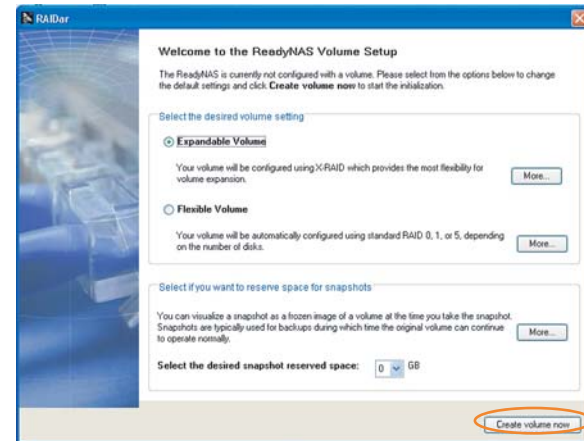 RAIDar
Welcome to the ReadyNAS Volume Setup
The ReadyNAS is currently not configured with a volume. Please select from the options below to change
the default settings and click Create volume now to start the initialization.
Select the desired volume setting
Expandable Volume
Your volume will be configured using X-RAID which provides the most flexibility for
volume expansion.
More...
Flexible Volume
Your volume will be automatically configured using standard RAID 0, 1, or 5, depending
on the number of disks.
More...
Select if you want to reserve space for snapshots
You can visualize a snapshot as a frozen image of a volume at the time you take the snapshot.
Snapshots are typically used for backups during which time the original volume can continue
to operate normally.
More...
Select the desired snapshot reserved space: 0 GB
Create volume now